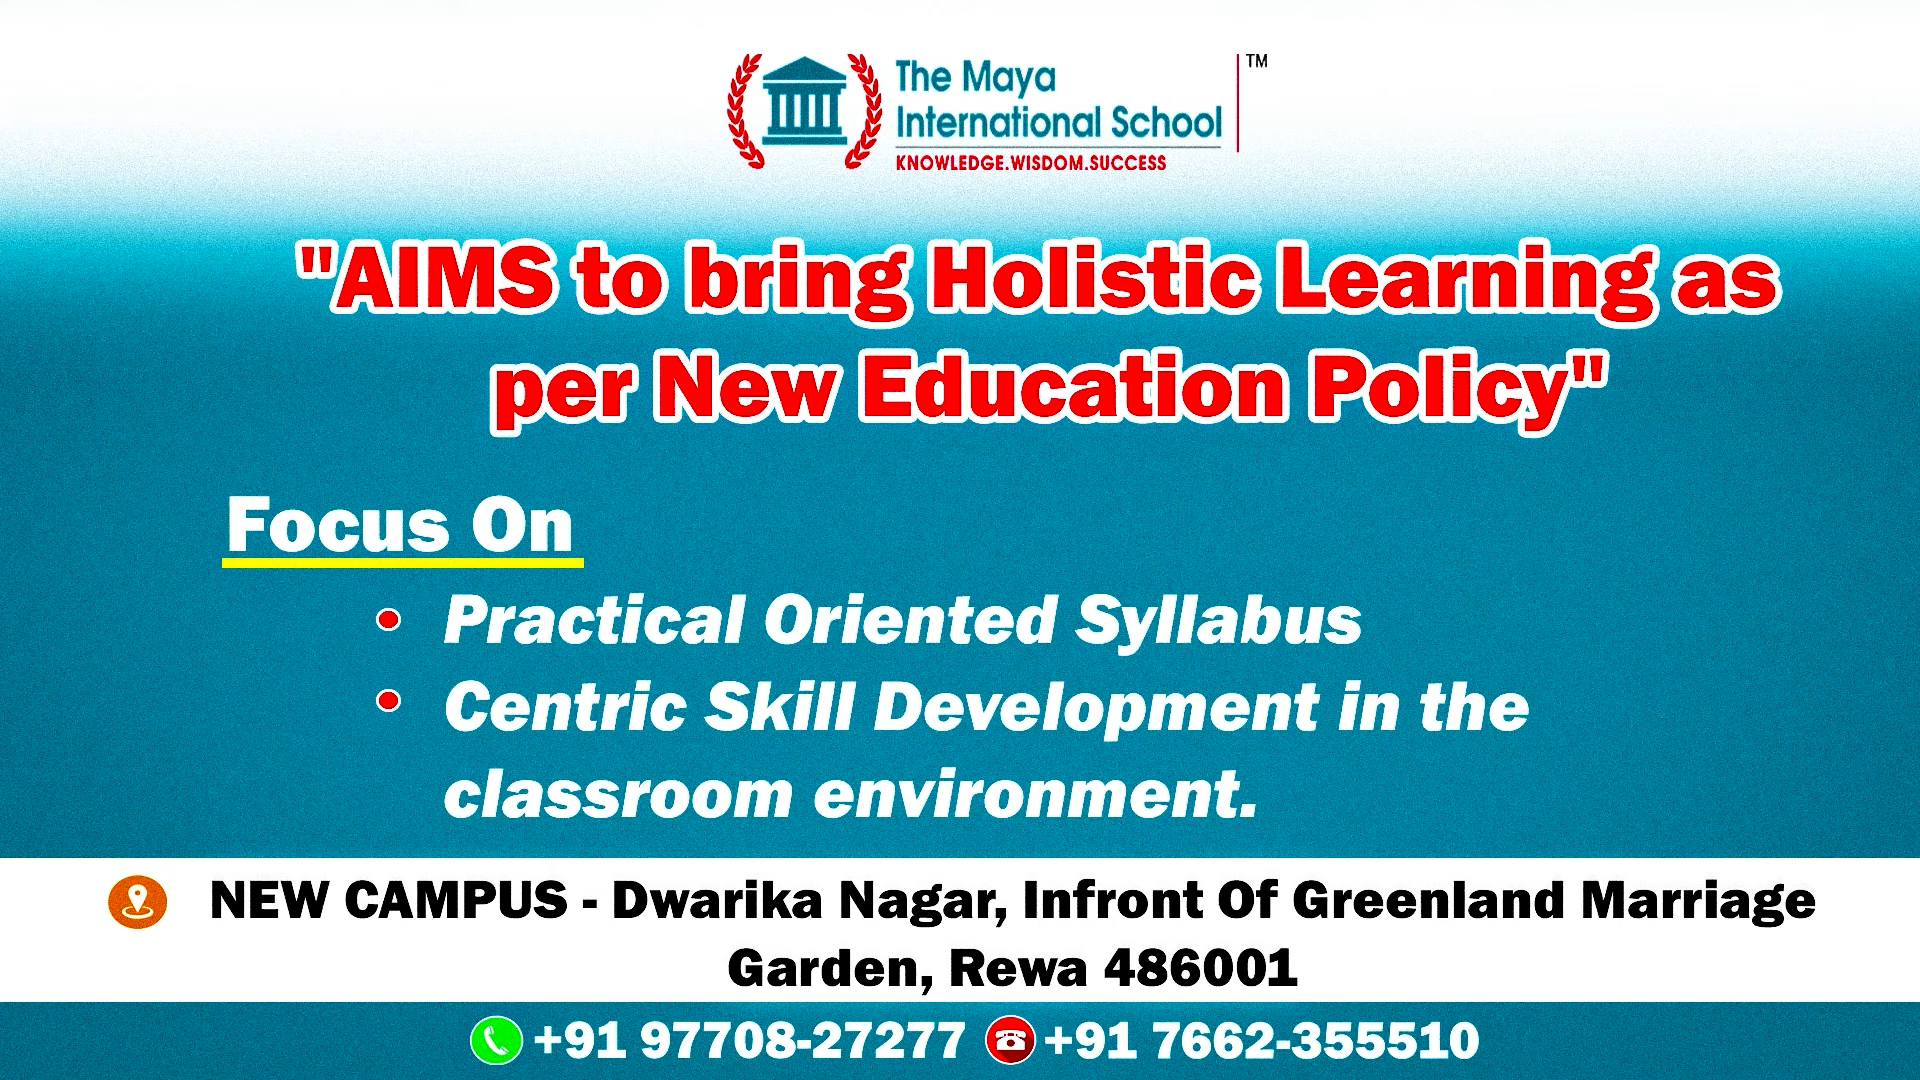 The Maya
International School
TM
KNOWLEDGE.WISDOM.SUCCESS
"AIMS to bring Holistic Learning as
per New Education Policy"
Focus On
• Practical Oriented Syllabus
• Centric Skill Development in the
classroom environment.
NEW CAMPUS - Dwarika Nagar, Infront Of Greenland Marriage
Garden, Rewa 486001
+91 97708-27277 +91 7662-355510